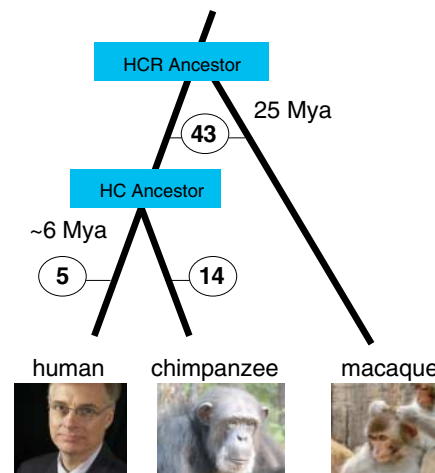 HCR Ancestor
25 Mya
43
HC Ancestor
~6 Mya
5
14
human
chimpanzee
macaque